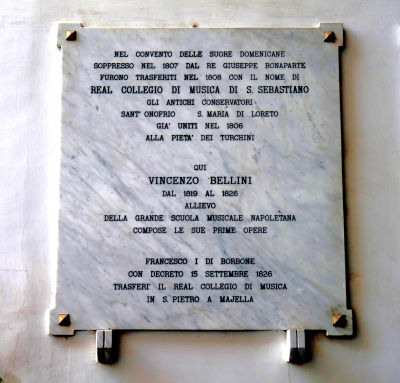 NEL CONVENTO DELLE SUORE DOMENICANE
SOPPRESSO NEL 1807 DAL RE GIUSEPPE BONAPARTE
FURONO TRASFERITI NEL 1808 CON IL NOME DI
REAL COLLEGIO DI MUSICA DI S. SEBASTIANO
GLI ANTICHI CONSERVATORI
SANT'ONOFRIO S. MARIA DI LORETO
GIA' UNITI NEL 1806
ALLA PIETA' DEI TURCHINI
QUI
VINCENZO BELLINI
DAL 1819 AL 1826
ALLIEVO
DELLA GRANDE SCUOLA MUSICALE NAPOLETANA
COMPOSE LE SUE PRIME OPERE
FRANCESCO I DI BORBONE
CON DECRETO 15 SETTEMBRE 1826
TRASFERI' IL REAL COLLEGIO DI MUSICA
IN S. PIETRO A MAJELLA